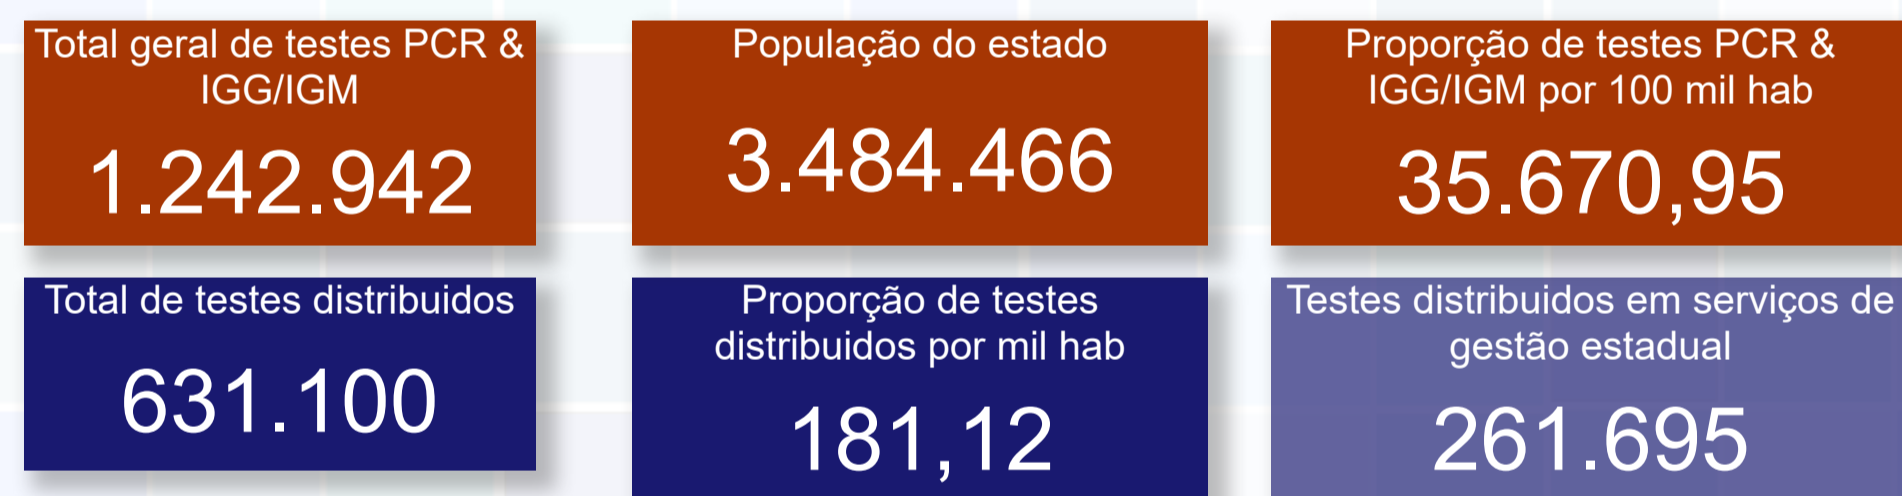 Total geral de testes PCR &
IGG/IGM
1.242.942
População do estado
3.484.466
Proporção de testes PCR &
IGG/IGM por 100 mil hab
35.670,95
Total de testes distribuidos
631.100
Proporção de testes
distribuidos por mil hab
181,12
Testes distribuidos em serviços de
gestão estadual
261.695